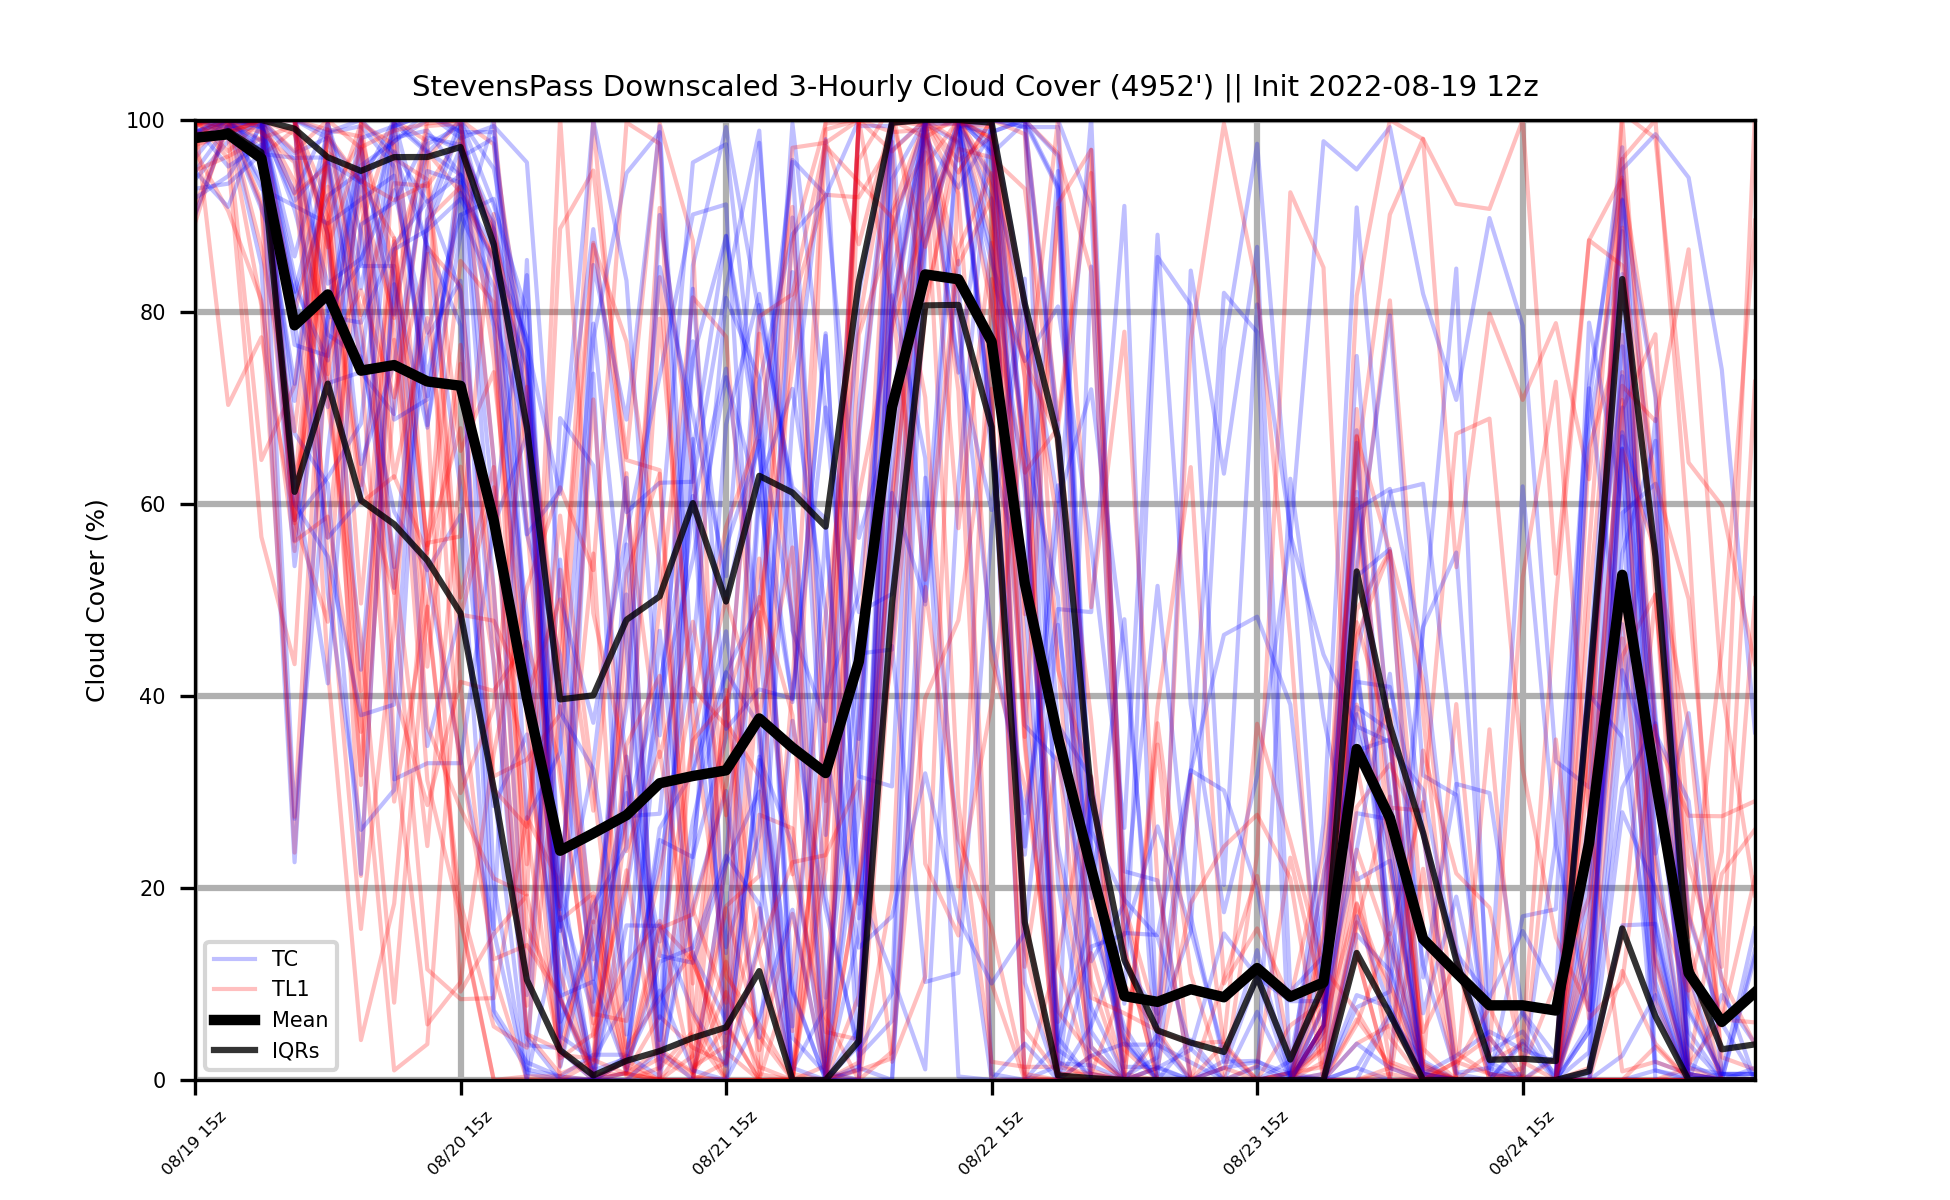 StevensPass Downscaled 3-Hourly Cloud Cover (4952') || Init 2022-08-19 12z
Cloud Cover (%)
100
80
60
40
20
0
TC
TL1
Mean
IQRs
08/19 15z
08/20 15z
08/21 15z
08/22 15z
08/23 15z
08/24 15z